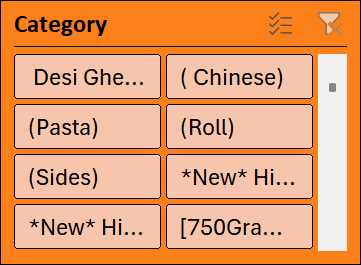 Category
Desi Ghe...
( Chinese)
(Pasta)
(Roll)
(Sides)
*New* Hi...
*New* Hi...
[750Gra...